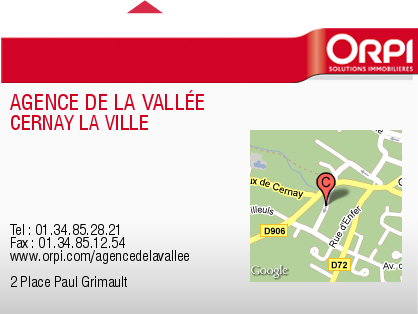 ORPI
SOLUTIONS IMMOBILIÈRES
AGENCE DE LA VALLÉE
CERNAY LA VILLE
ux de Cernay
C
illeuls
D906
Rue d'Enfer
D72
Av. d
Google
Tel : 01.34.85.28.21
Fax : 01.34.85.12.54
www.orpi.com/agencedelavallee
2 Place Paul Grimault